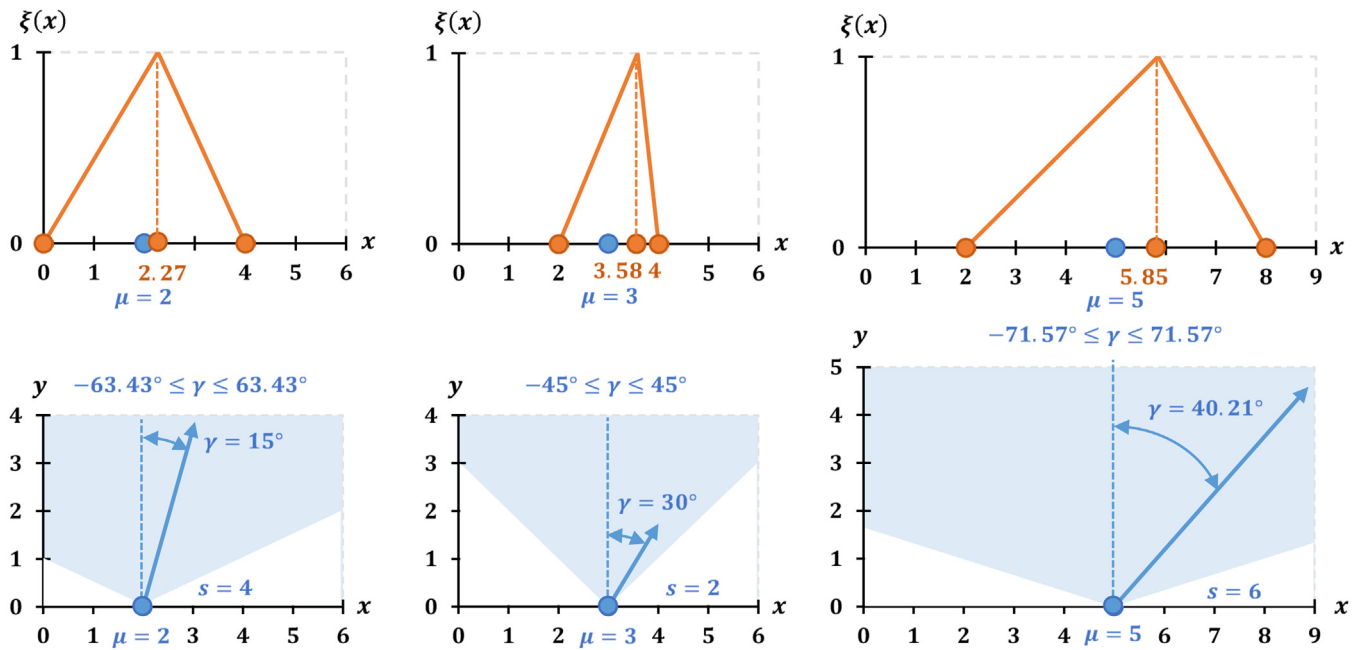 ξ(x)
1
0
0 1 2.27 4 5 6
x
μ = 2
ξ(x)
1
0
0 1 2 3.58 4 5 6
x
μ = 3
ξ(x)
1
0
0 1 2 3 4 5.85 7 8 9
x
μ = 5
y
−63.43° ≤ γ ≤ 63.43°
4
3
2
1
0
γ = 15°
s = 4
x
0 1 μ = 2 3 4 5 6
y
−45° ≤ γ ≤ 45°
4
3
2
1
0
γ = 30°
s = 2
x
0 1 2 μ = 3 4 5 6
y
−71.57° ≤ γ ≤ 71.57°
5
4
3
2
1
0
γ = 40.21°
s = 6
x
0 1 2 3 4 μ = 5 6 7 8 9